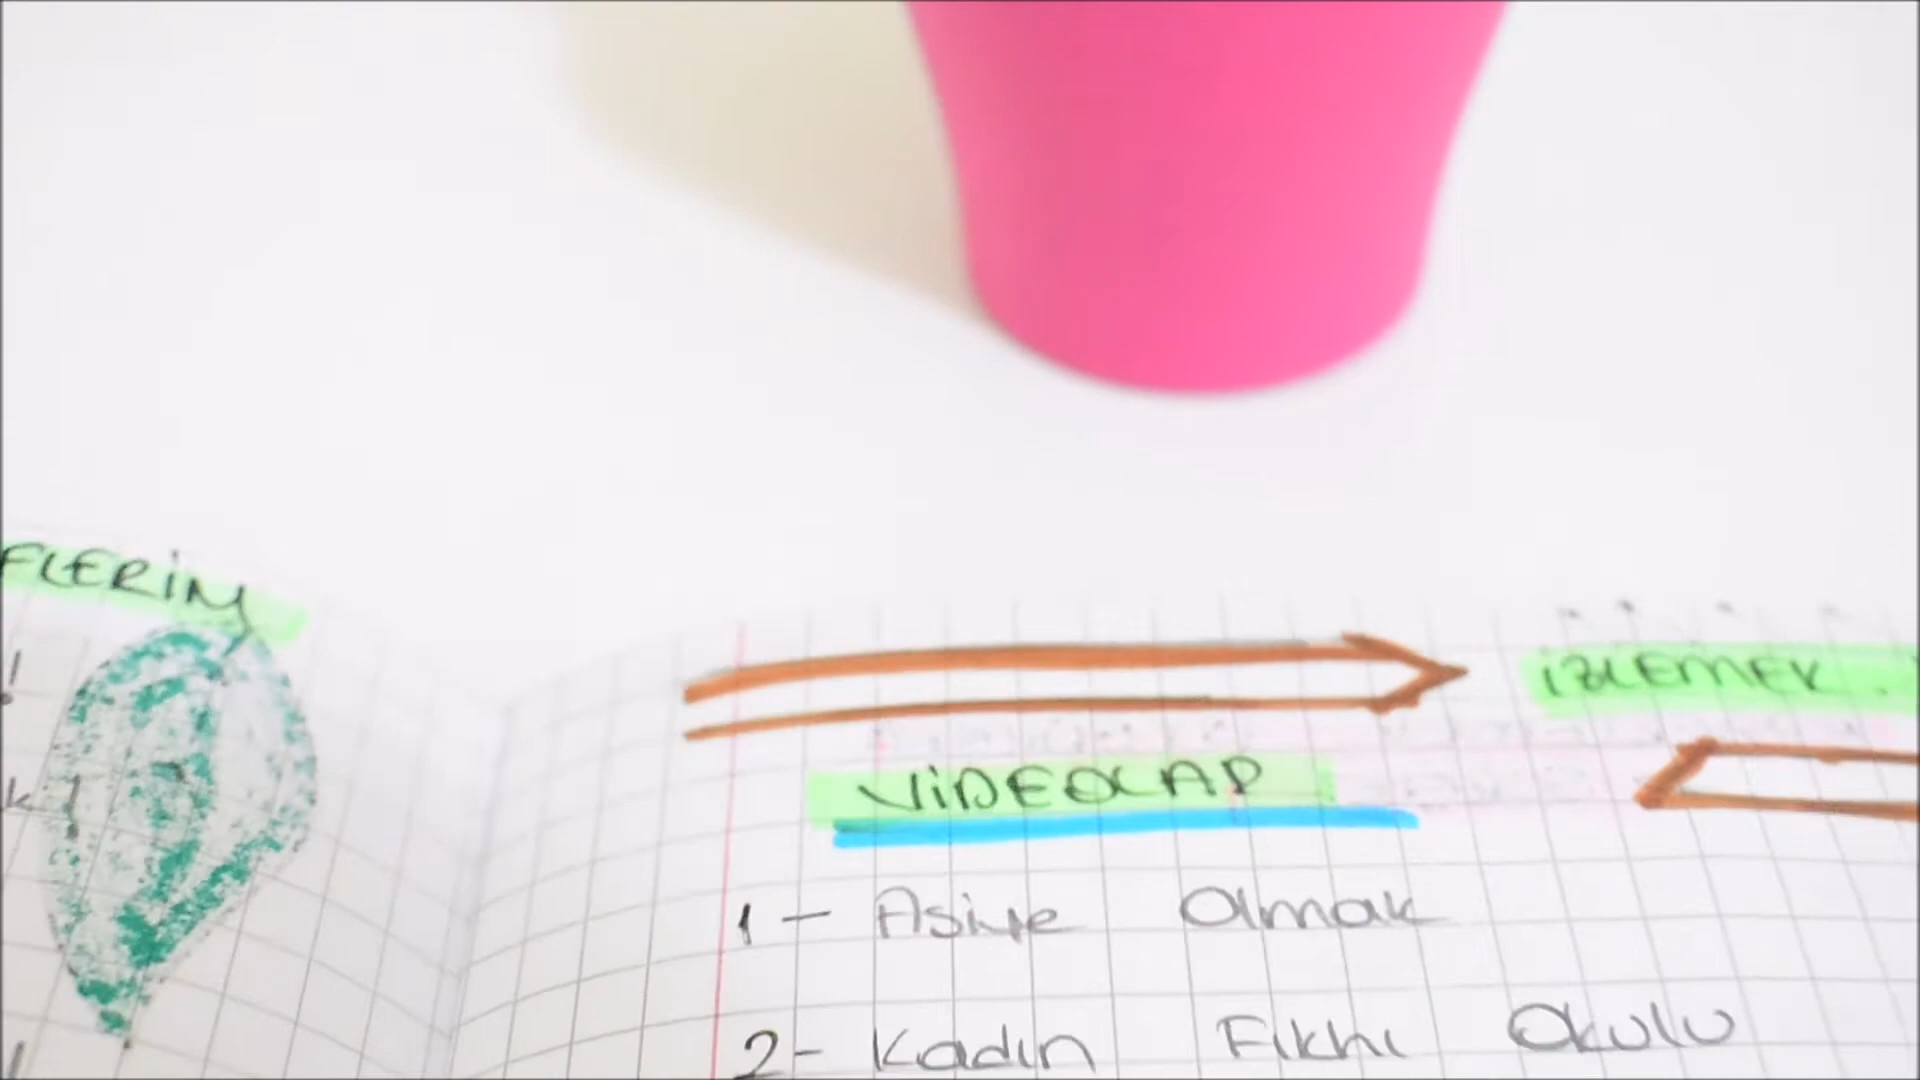 FLERİM
!
k!
İZLEMEK.
VİDEOLAR
1- Asiye Olmak
2- Kadın Fıkhı Okulu